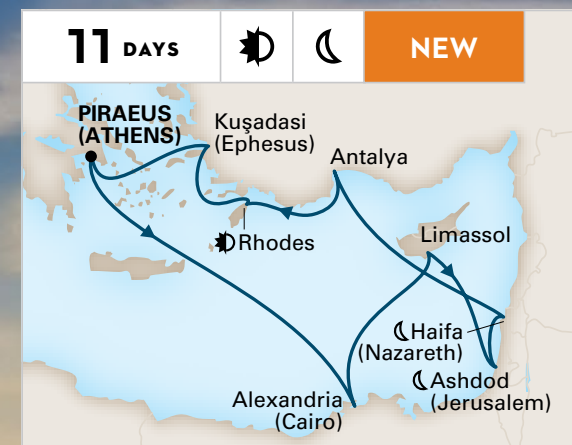 11 DAYS
NEW
PIRAEUS
(ATHENS)
Kuşadasi
(Ephesus)
Antalya
Rhodes
Limassol
Haifa
(Nazareth)
Ashdod
(Jerusalem)
Alexandria
(Cairo)